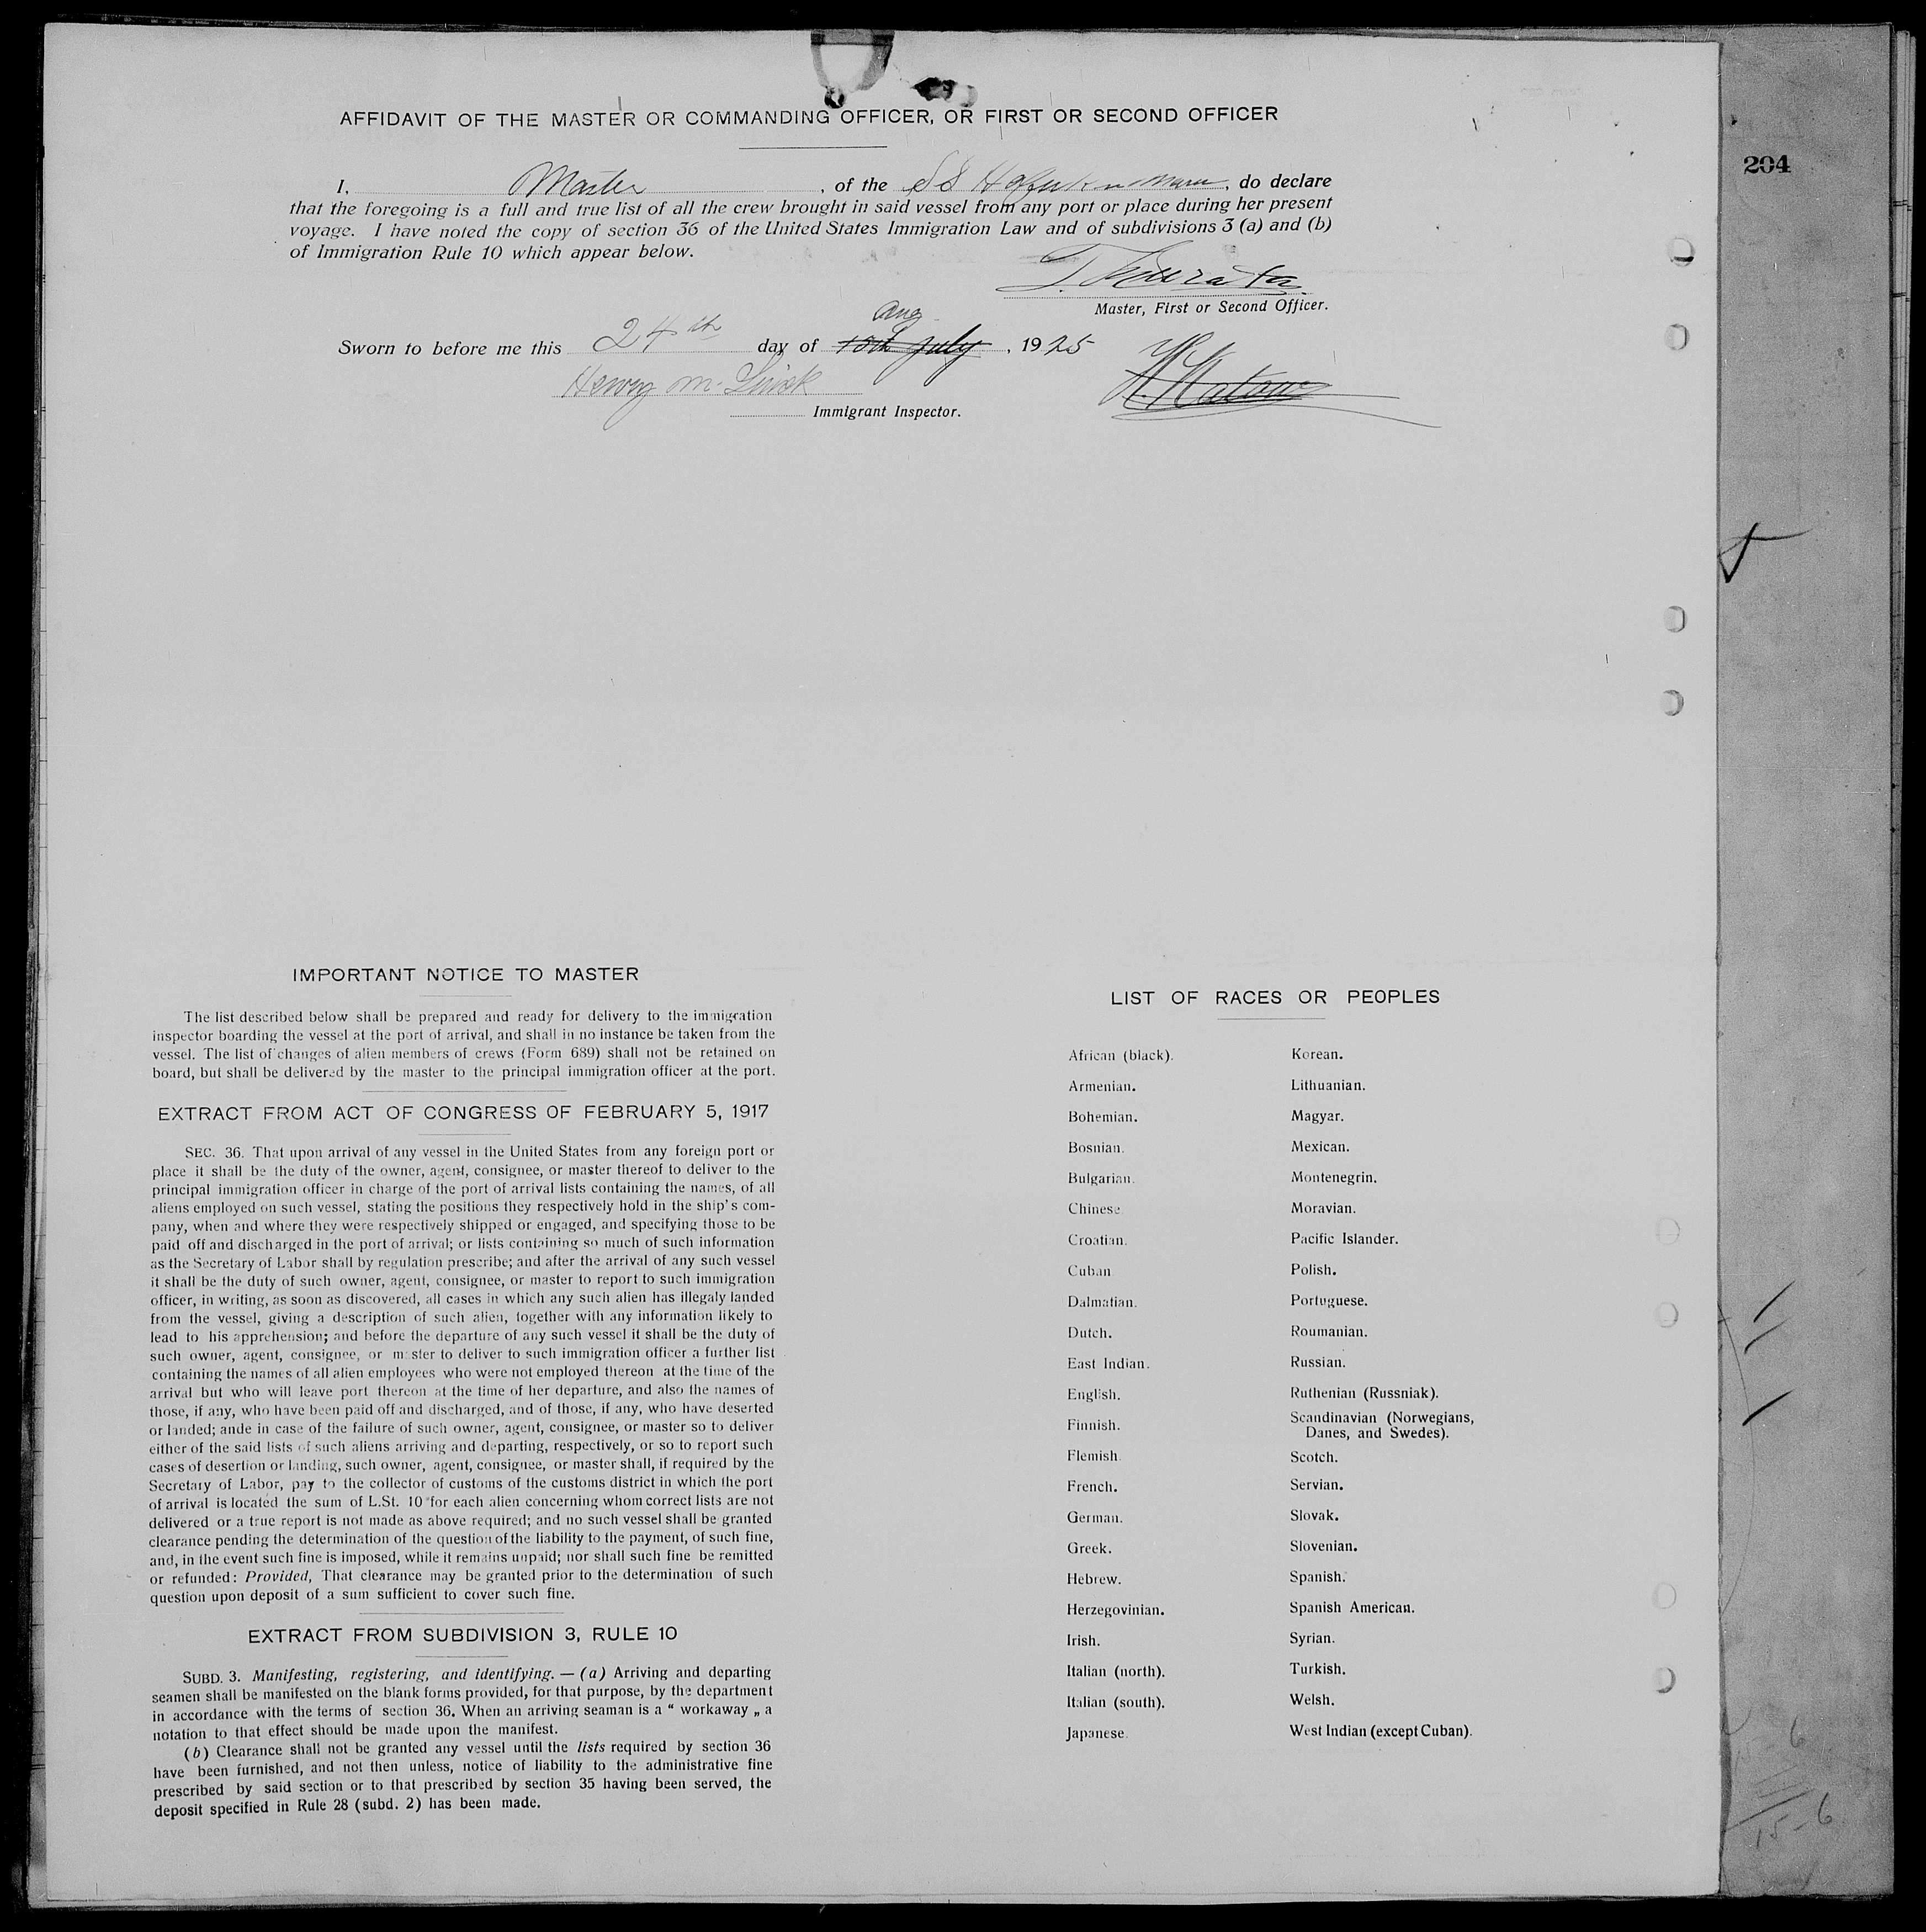 AFFIDAVIT OF THE MASTER OR COMMANDING OFFICER, OR FIRST OR SECOND OFFICER
204
I, Master, of the SS Maru, do declare
that the foregoing is a full and true list of all the crew brought in said vessel from any port or place during her present
voyage. I have noted the copy of section 36 of the United States Immigration Law and of subdivisions 3 (a) and (b)
of Immigration Rule 10 which appear below.
Master, First or Second Officer.
Aug
Sworn to before me this 24th day of July, 1925
Henry M.
Immigrant Inspector.
IMPORTANT NOTICE TO MASTER
The list described below shall be prepared and ready for delivery to the immigration
inspector boarding the vessel at the port of arrival, and shall in no instance be taken from the
vessel. The list of changes of alien members of crews (Form 689) shall not be retained on
board, but shall be delivered by the master to the principal immigration officer at the port.
EXTRACT FROM ACT OF CONGRESS OF FEBRUARY 5, 1917
SEC. 36. That upon arrival of any vessel in the United States from any foreign port or
place it shall be the duty of the owner, agent, consignee, or master thereof to deliver to the
principal immigration officer in charge of the port of arrival lists containing the names, of all
aliens employed on such vessel, stating the positions they respectively hold in the ship's com-
pany, when and where they were respectively shipped or engaged, and specifying those to be
paid off and discharged in the port of arrival; or lists containing so much of such information
as the Secretary of Labor shall by regulation prescribe; and after the arrival of any such vessel
it shall be the duty of such owner, agent, consignee, or master to report to such immigration
officer, in writing, as soon as discovered, all cases in which any such alien has illegaly landed
from the vessel, giving a description of such alien, together with any information likely to
lead to his apprehension; and before the departure of any such vessel it shall be the duty of
such owner, agent, consignee, or master to deliver to such immigration officer a further list
containing the names of all alien employees who were not employed thereon at the time of the
arrival but who will leave port thereon at the time of her departure, and also the names of
those, if any, who have been paid off and discharged, and of those, if any, who have deserted
or landed; ande in case of the failure of such owner, agent, consignee, or master so to deliver
either of the said lists of such aliens arriving and departing, respectively, or so to report such
cases of desertion or landing, such owner, agent, consignee, or master shall, if required by the
Secretary of Labor, pay to the collector of customs of the customs district in which the port
of arrival is located the sum of L.St. 10 for each alien concerning whom correct lists are not
delivered or a true report is not made as above required; and no such vessel shall be granted
clearance pending the determination of the question of the liability to the payment, of such fine,
and, in the event such fine is imposed, while it remains unpaid; nor shall such fine be remitted
or refunded: Provided, That clearance may be granted prior to the determination of such
question upon deposit of a sum sufficient to cover such fine.
EXTRACT FROM SUBDIVISION 3, RULE 10
SUBD. 3. Manifesting, registering, and identifying. — (a) Arriving and departing
seamen shall be manifested on the blank forms provided, for that purpose, by the department
in accordance with the terms of section 36. When an arriving seaman is a “ workaway „ a
notation to that effect should be made upon the manifest.
(b) Clearance shall not be granted any vessel until the lists required by section 36
have been furnished, and not then unless, notice of liability to the administrative fine
prescribed by said section or to that prescribed by section 35 having been served, the
deposit specified in Rule 28 (subd. 2) has been made.
LIST OF RACES OR PEOPLES
African (black).
Armenian.
Bohemian.
Bosnian.
Bulgarian.
Chinese
Croatian.
Cuban
Dalmatian.
Dutch.
East Indian.
English.
Finnish.
Flemish
French.
German.
Greek.
Hebrew.
Herzegovinian.
Irish.
Italian (north).
Italian (south).
Japanese.
Korean.
Lithuanian.
Magyar.
Mexican.
Montenegrin.
Moravian.
Pacific Islander.
Polish.
Portuguese.
Roumanian.
Russian.
Ruthenian (Russniak).
Scandinavian (Norwegians,
Danes, and Swedes).
Scotch.
Servian.
Slovak.
Slovenian.
Spanish.
Spanish American.
Syrian.
Turkish.
Welsh.
West Indian (except Cuban).
6
15-6